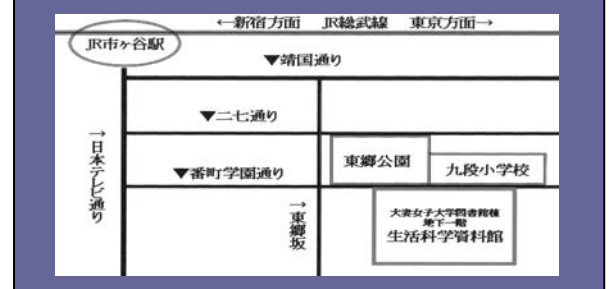 ←新宿方面 JR総武線 東京方面→
JR市ヶ谷駅
▼靖国通り
▼二七通り
→日本テレビ通り
▼番町学園通り
東郷公園
九段小学校
→東郷坂
大妻女子大学図書館棟
地下一階
生活科学資料館